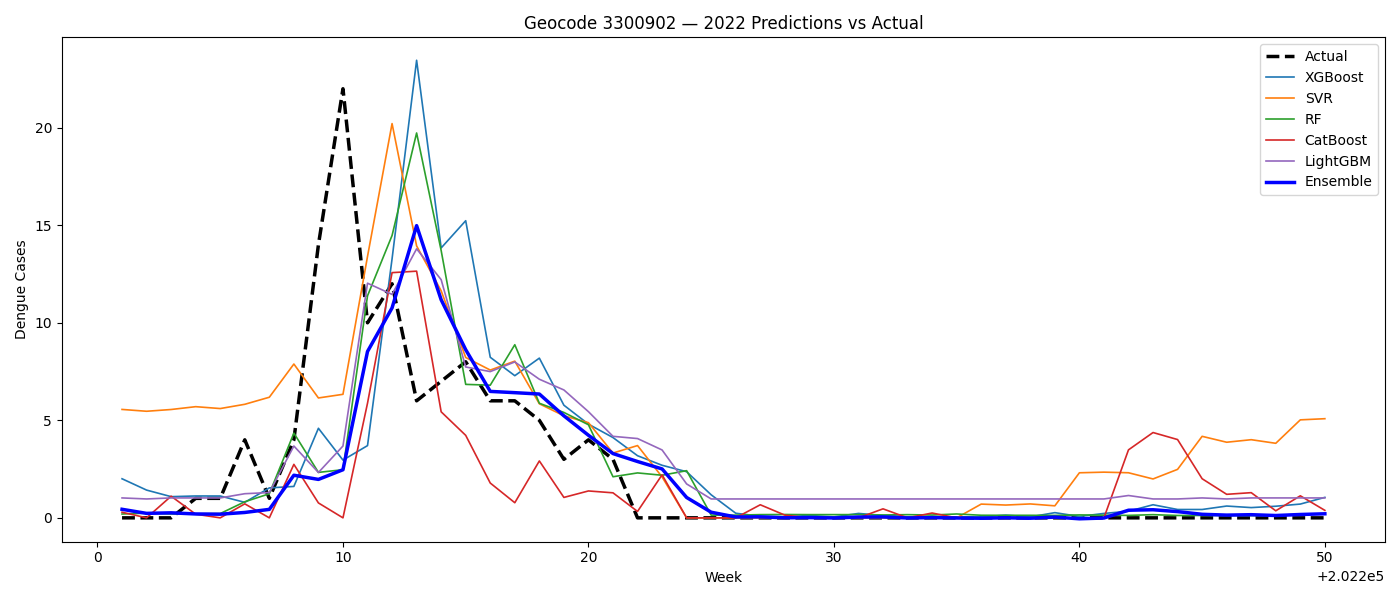 Geocode 3300902 — 2022 Predictions vs Actual
Dengue Cases
20
15
10
5
0
0
10
20
30
40
50
+2.022e5
Week
Actual
XGBoost
SVR
RF
CatBoost
LightGBM
Ensemble